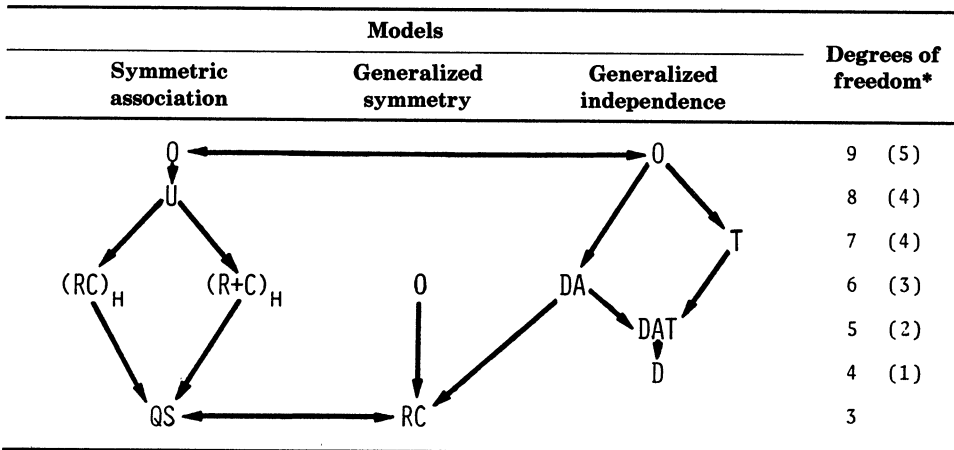 Models
Degrees of freedom*
Symmetric association
Generalized symmetry
Generalized independence
O O 9 (5)
U 8 (4)
T 7 (4)
(RC)H (R+C)H O DA 6 (3)
DAT 5 (2)
D 4 (1)
QS RC 3